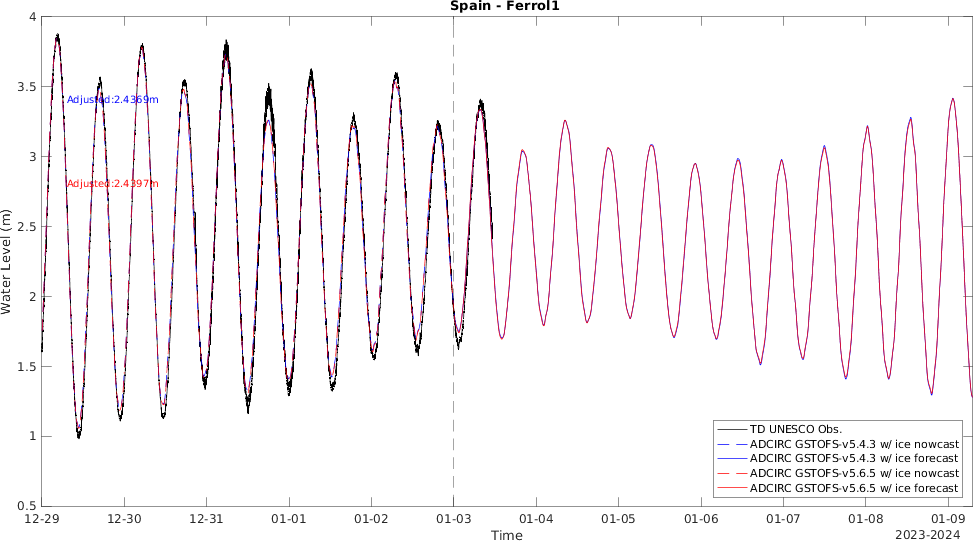 Spain - Ferrol1
4
3.5
3
2.5
2
1.5
1
0.5
Water Level (m)
Adjusted:2.4369m
Adjusted:2.4397m
TD UNESCO Obs.
ADCIRC GSTOFS-v5.4.3 w/ ice nowcast
ADCIRC GSTOFS-v5.4.3 w/ ice forecast
ADCIRC GSTOFS-v5.6.5 w/ ice nowcast
ADCIRC GSTOFS-v5.6.5 w/ ice forecast
12-29 12-30 12-31 01-01 01-02 01-03 01-04 01-05 01-06 01-07 01-08 01-09
Time
2023-2024